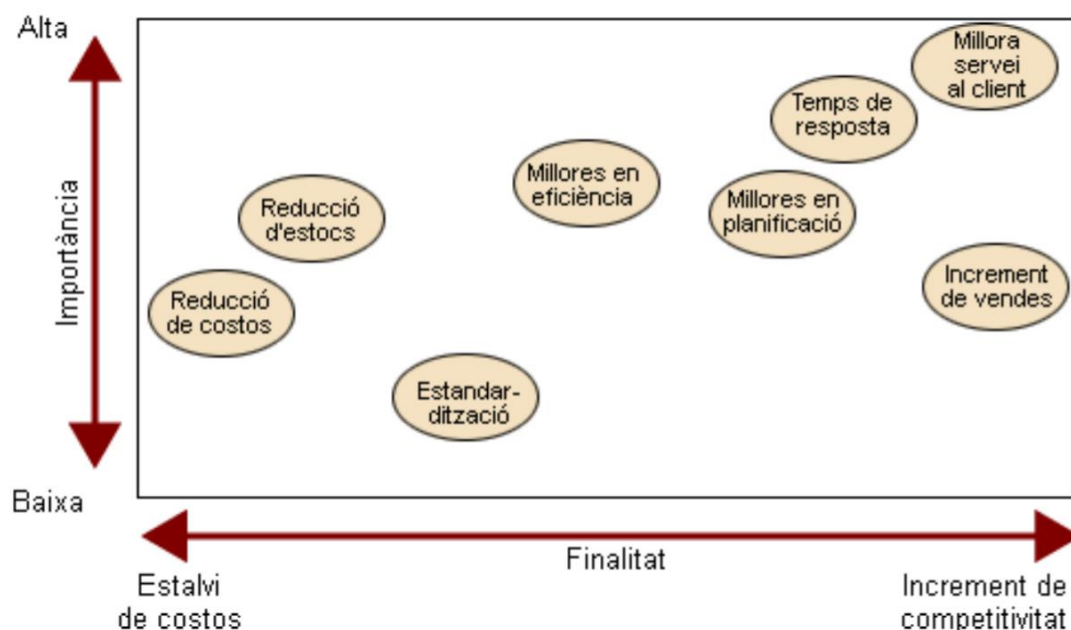 Alta
Millora
servei
al client
Temps de
resposta
Millores en
eficiència
Millores en
planificació
Reducció
d'estocs
Importància
Increment
de vendes
Reducció
de costos
Estandar-
dització
Baixa
Finalitat
Estalvi
de costos
Increment de
competitivitat